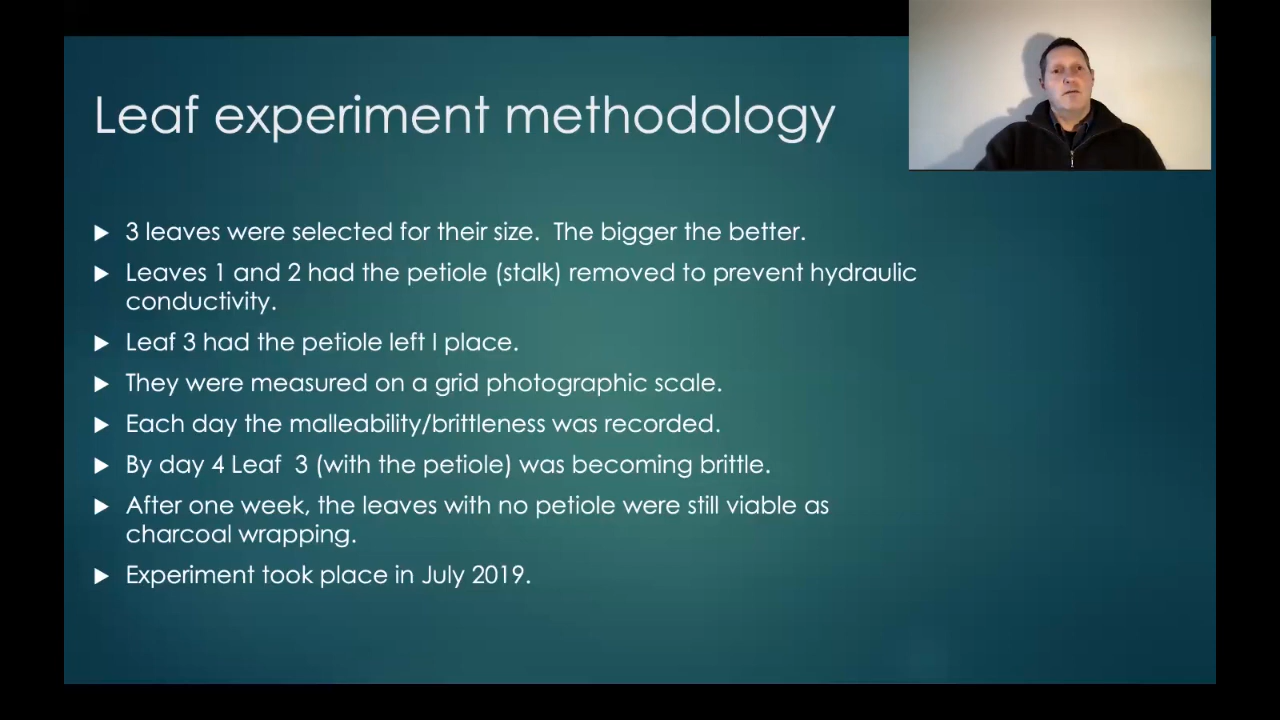 Leaf experiment methodology
3 leaves were selected for their size.  The bigger the better.
Leaves 1 and 2 had the petiole (stalk) removed to prevent hydraulic
conductivity.
Leaf 3 had the petiole left I place.
They were measured on a grid photographic scale.
Each day the malleability/brittleness was recorded.
By day 4 Leaf  3 (with the petiole) was becoming brittle.
After one week, the leaves with no petiole were still viable as
charcoal wrapping.
Experiment took place in July 2019.